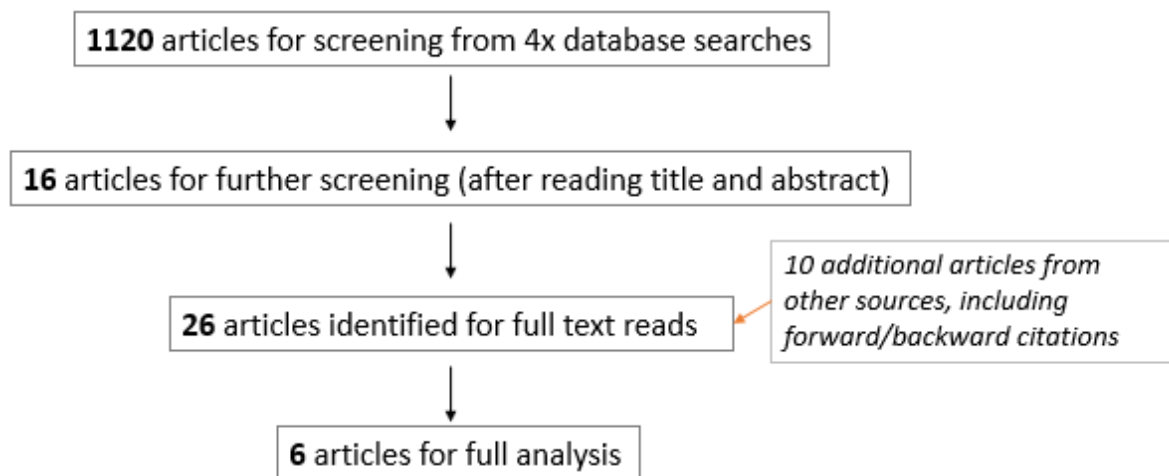 1120 articles for screening from 4x database searches
16 articles for further screening (after reading title and abstract)
10 additional articles from
other sources, including
forward/backward citations
26 articles identified for full text reads
6 articles for full analysis